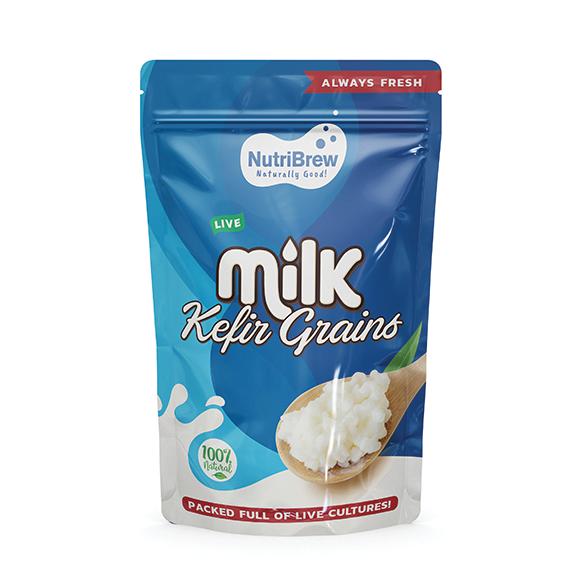 ALWAYS FRESH
NutriBrew
Naturally Good!
LIVE
milk
Kefir Grains
100%
Natural
PACKED FULL OF LIVE CULTURES!